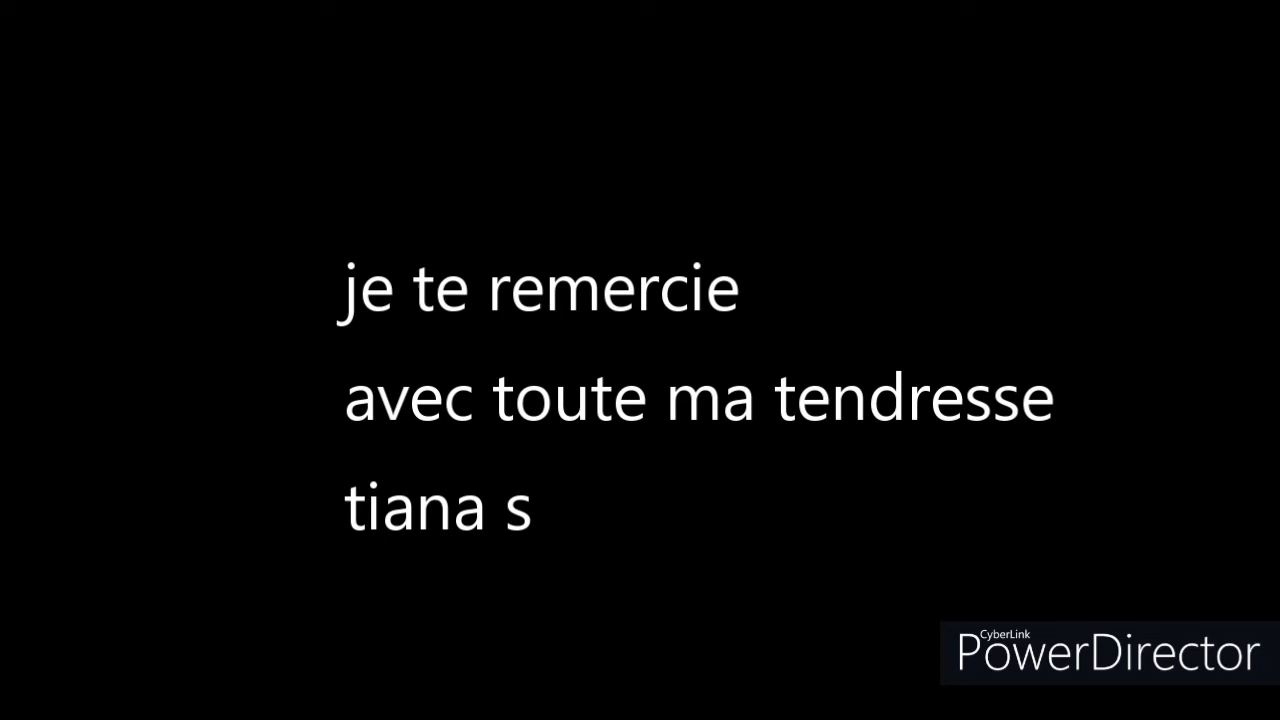 je te remercie
avec toute ma tendresse
tiana s
CyberLink
PowerDirector